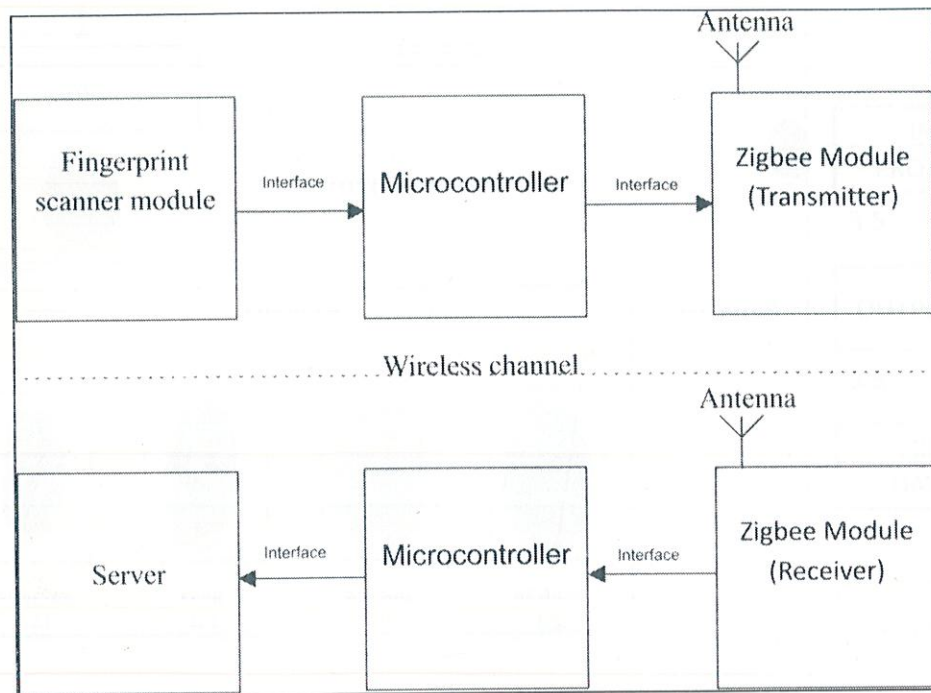 Antenna
Fingerprint
scanner module
Interface
Microcontroller
Interface
Zigbee Module
(Transmitter)
Wireless channel
Antenna
Server
Interface
Microcontroller
Interface
Zigbee Module
(Receiver)